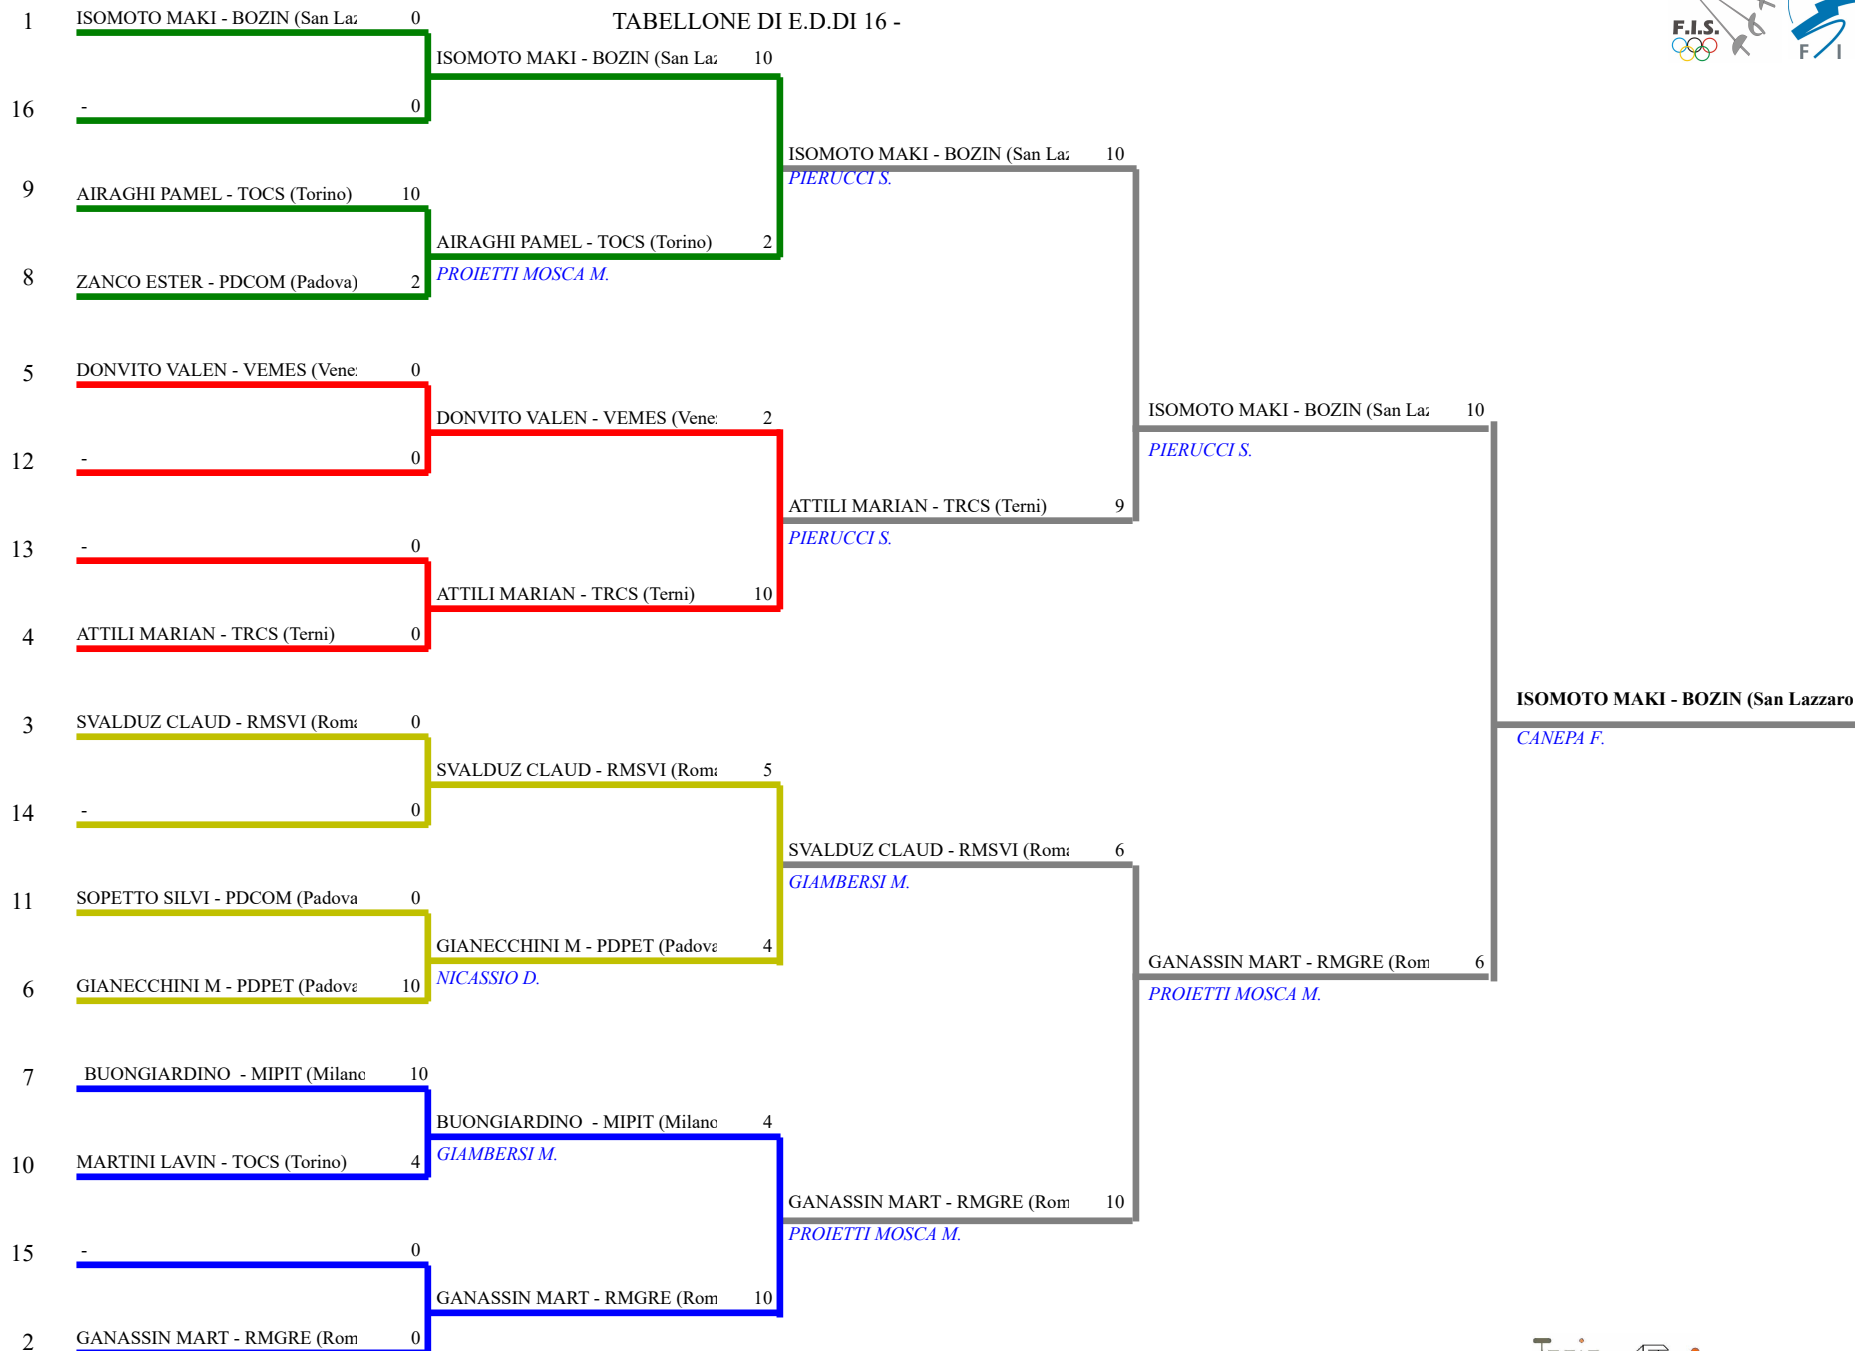 TABELLONE DI E.D.DI 16 -
F.I.S.
F I
1 ISOMOTO MAKI - BOZIN (San Laz 0
ISOMOTO MAKI - BOZIN (San Laz 10
16 - 0
ISOMOTO MAKI - BOZIN (San Laz 10
PIERUCCI S.
9 AIRAGHI PAMEL - TOCS (Torino) 10
AIRAGHI PAMEL - TOCS (Torino) 2
PROIETTI MOSCA M.
8 ZANCO ESTER - PDCOM (Padova) 2
5 DONVITO VALEN - VEMES (Vene 0
ISOMOTO MAKI - BOZIN (San Laz 10
PIERUCCI S.
DONVITO VALEN - VEMES (Vene 2
12 - 0
ATTILI MARIAN - TRCS (Terni) 9
PIERUCCI S.
13 - 0
ATTILI MARIAN - TRCS (Terni) 10
4 ATTILI MARIAN - TRCS (Terni) 0
ISOMOTO MAKI - BOZIN (San Lazzaro
CANEPA F.
3 SVALDUZ CLAUD - RMSVI (Roma 0
SVALDUZ CLAUD - RMSVI (Roma 5
14 - 0
SVALDUZ CLAUD - RMSVI (Roma 6
GIAMBERSI M.
11 SOPETTO SILVI - PDCOM (Padova 0
GIANECCHINI M - PDPET (Padova 4
NICASSIO D.
GANASSIN MART - RMGRE (Rom 6
PROIETTI MOSCA M.
6 GIANECCHINI M - PDPET (Padova 10
7 BUONGIARDINO - MIPIT (Milano 10
BUONGIARDINO - MIPIT (Milano 4
GIAMBERSI M.
10 MARTINI LAVIN - TOCS (Torino) 4
GANASSIN MART - RMGRE (Rom 10
PROIETTI MOSCA M.
15 - 0
GANASSIN MART - RMGRE (Rom 10
2 GANASSIN MART - RMGRE (Rom 0